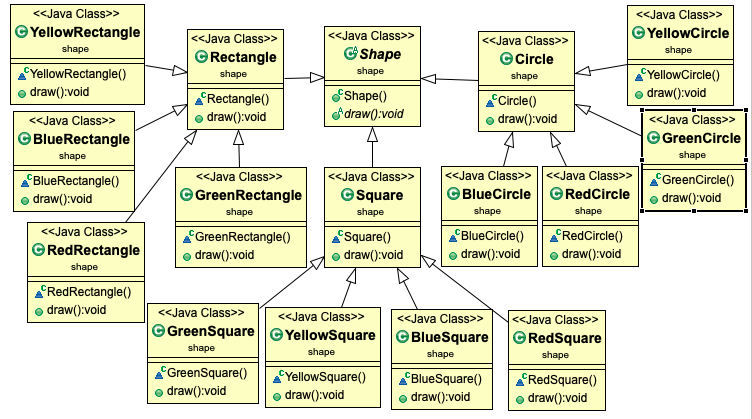 <<Java Class>>
YellowRectangle
shape
YellowRectangle()
draw():void
<<Java Class>>
Rectangle
shape
Rectangle()
draw():void
<<Java Class>>
Shape
shape
Shape()
draw():void
<<Java Class>>
Circle
shape
Circle()
draw():void
<<Java Class>>
YellowCircle
shape
YellowCircle()
draw():void
<<Java Class>>
BlueRectangle
shape
BlueRectangle()
draw():void
<<Java Class>>
GreenCircle
shape
GreenCircle()
draw():void
<<Java Class>>
GreenRectangle
shape
GreenRectangle()
draw():void
<<Java Class>>
Square
shape
Square()
draw():void
<<Java Class>>
BlueCircle
shape
BlueCircle()
draw():void
<<Java Class>>
RedCircle
shape
RedCircle()
draw():void
<<Java Class>>
RedRectangle
shape
RedRectangle()
draw():void
<<Java Class>>
GreenSquare
shape
GreenSquare()
draw():void
<<Java Class>>
YellowSquare
shape
YellowSquare()
draw():void
<<Java Class>>
BlueSquare
shape
BlueSquare()
draw():void
<<Java Class>>
RedSquare
shape
RedSquare()
draw():void